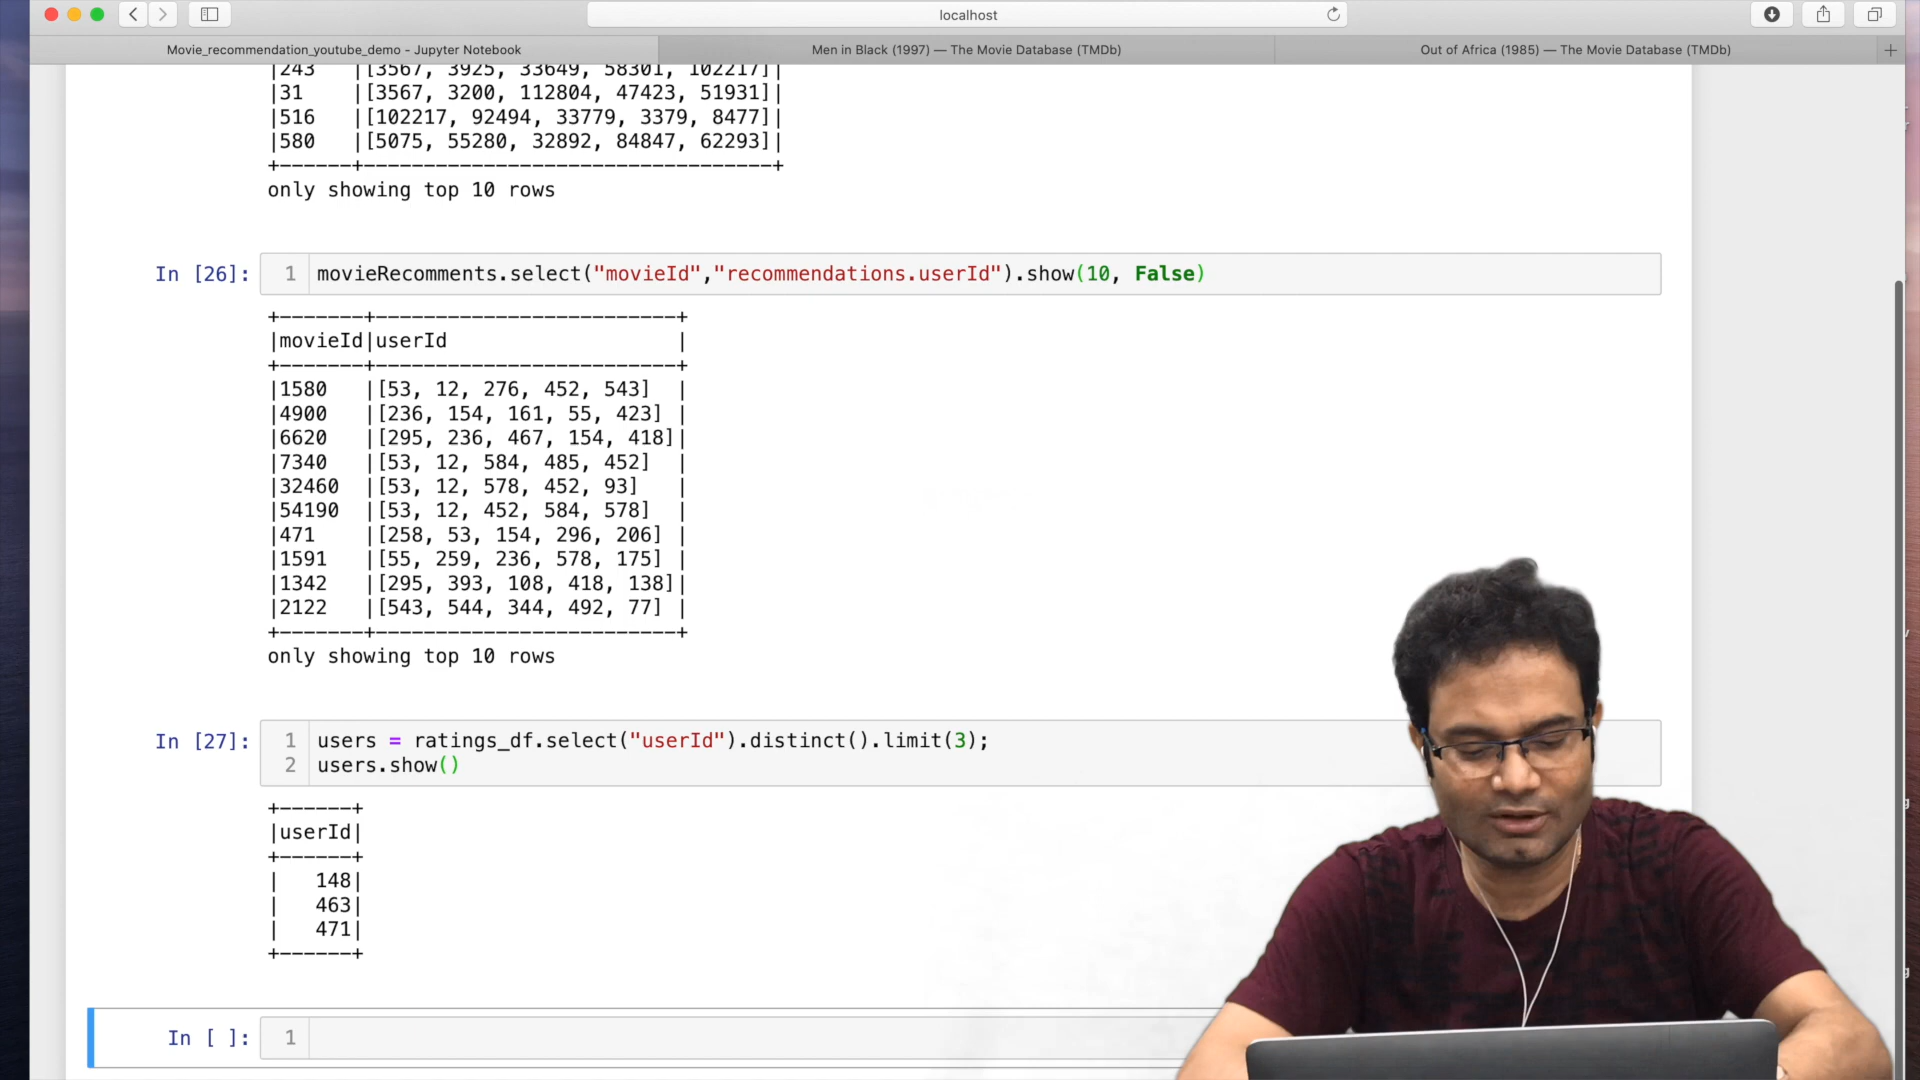 localhost
Movie_recommendation_youtube_demo - Jupyter Notebook
Men in Black (1997) — The Movie Database (TMDb)
Out of Africa (1985) — The Movie Database (TMDb)
|243 |[3567, 3925, 33649, 58301, 102217]|
|31 |[3567, 3200, 112804, 47423, 51931]|
|516 |[102217, 92494, 33779, 3379, 8477]|
|580 |[5075, 55280, 32892, 84847, 62293]|
+------+----------------------------------+
only showing top 10 rows
In [26]: 1 movieRecomments.select("movieId","recommendations.userId").show(10, False)
+-------+-------------------------+
|movieId|userId |
+-------+-------------------------+
|1580 |[53, 12, 276, 452, 543] |
|4900 |[236, 154, 161, 55, 423] |
|6620 |[295, 236, 467, 154, 418]|
|7340 |[53, 12, 584, 485, 452] |
|32460 |[53, 12, 578, 452, 93] |
|54190 |[53, 12, 452, 584, 578] |
|471 |[258, 53, 154, 296, 206] |
|1591 |[55, 259, 236, 578, 175] |
|1342 |[295, 393, 108, 418, 138]|
|2122 |[543, 544, 344, 492, 77] |
+-------+-------------------------+
only showing top 10 rows
In [27]: 1 users = ratings_df.select("userId").distinct().limit(3);
2 users.show()
+------+
|userId|
+------+
| 148|
| 463|
| 471|
+------+
In [ ]: 1